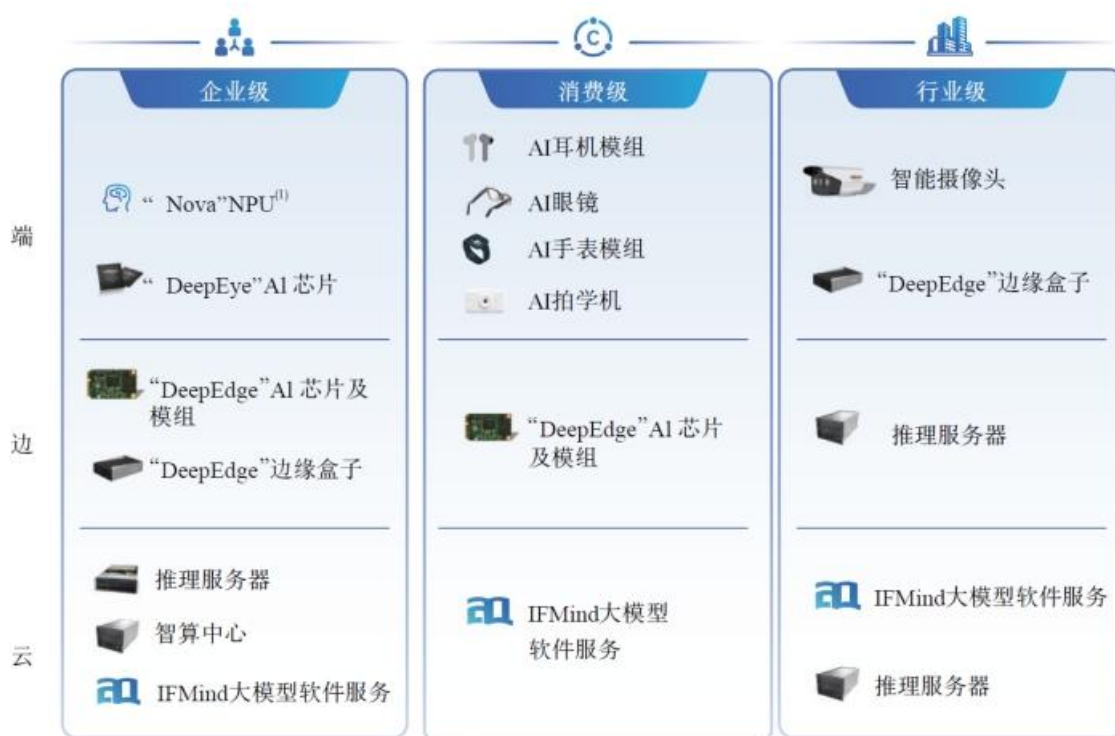 C
企业级
消费级
行业级
端
“ Nova”NPU(1)
“ DeepEye”AI 芯片
AI耳机模组
AI眼镜
AI手表模组
AI拍学机
智能摄像头
“DeepEdge”边缘盒子
边
“DeepEdge”AI 芯片及
模组
“DeepEdge”边缘盒子
“DeepEdge”AI 芯片
及模组
推理服务器
云
推理服务器
智算中心
IFMind大模型软件服务
IFMind大模型
软件服务
IFMind大模型软件服务
推理服务器